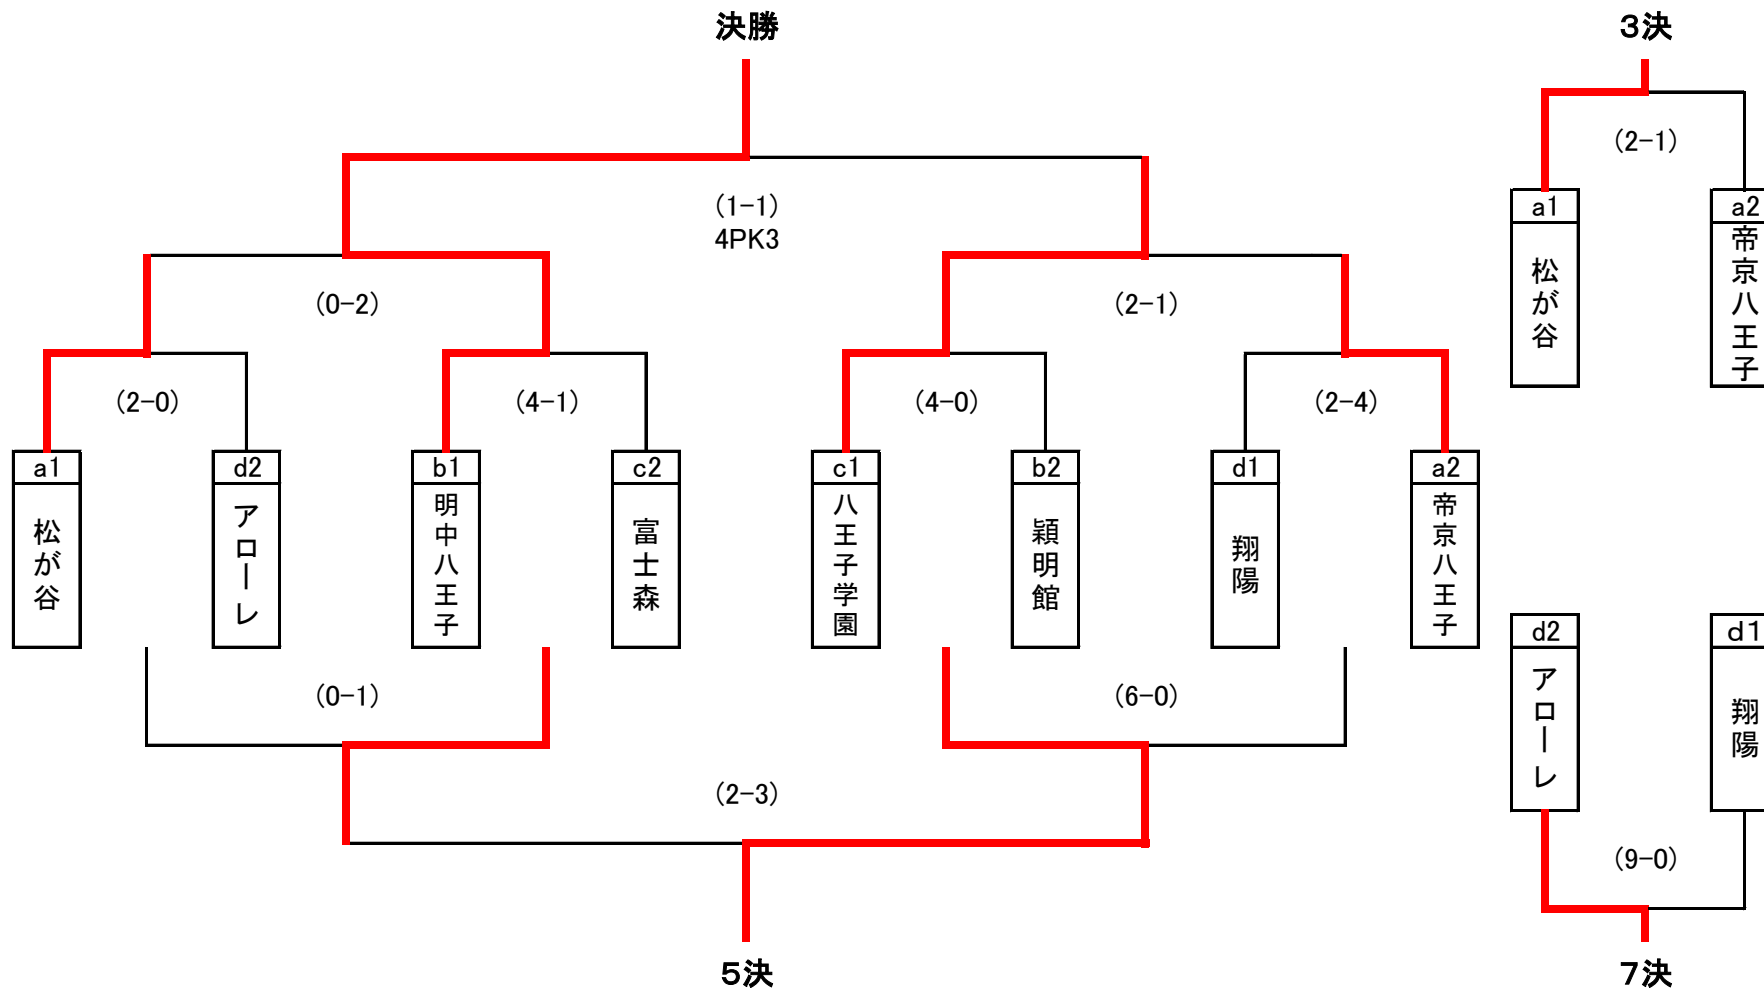 決勝
3決
(2-1)
(1-1)
4PK3
a1
a2
松が谷
帝京八王子
(0-2)
(2-1)
(2-0)
(4-1)
(4-0)
(2-4)
a1
d2
b1
c2
c1
b2
d1
a2
松が谷
アローレ
明中八王子
富士森
八王子学園
穎明館
翔陽
帝京八王子
d2
d1
アローレ
翔陽
(0-1)
(6-0)
(2-3)
(9-0)
5決
7決